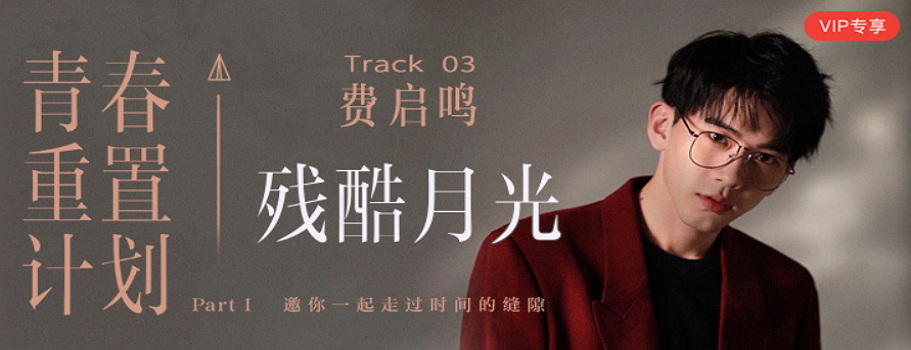 VIP专享
青春
重置
计划
Track 03
费启鸣
残酷月光
Part I 邀你一起走过时间的缝隙